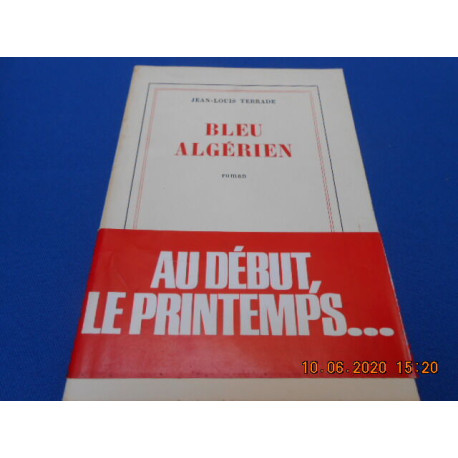 JEAN-LOUIS TERRADE
BLEU
ALGÉRIEN
roman
AU DÉBUT,
LE PRINTEMPS...
10.06.2020 15:20